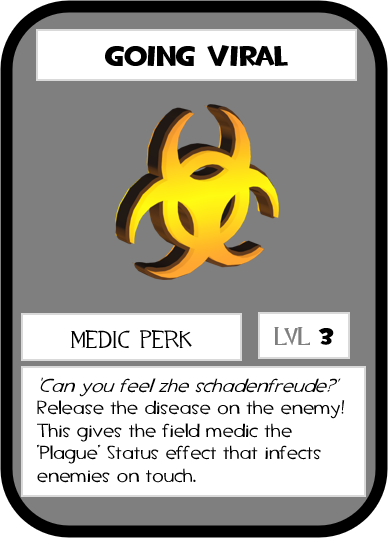 GOING VIRAL
MEDIC PERK
LVL 3
'Can you feel zhe schadenfreude?'
Release the disease on the enemy!
This gives the field medic the
'Plague' Status effect that infects
enemies on touch.